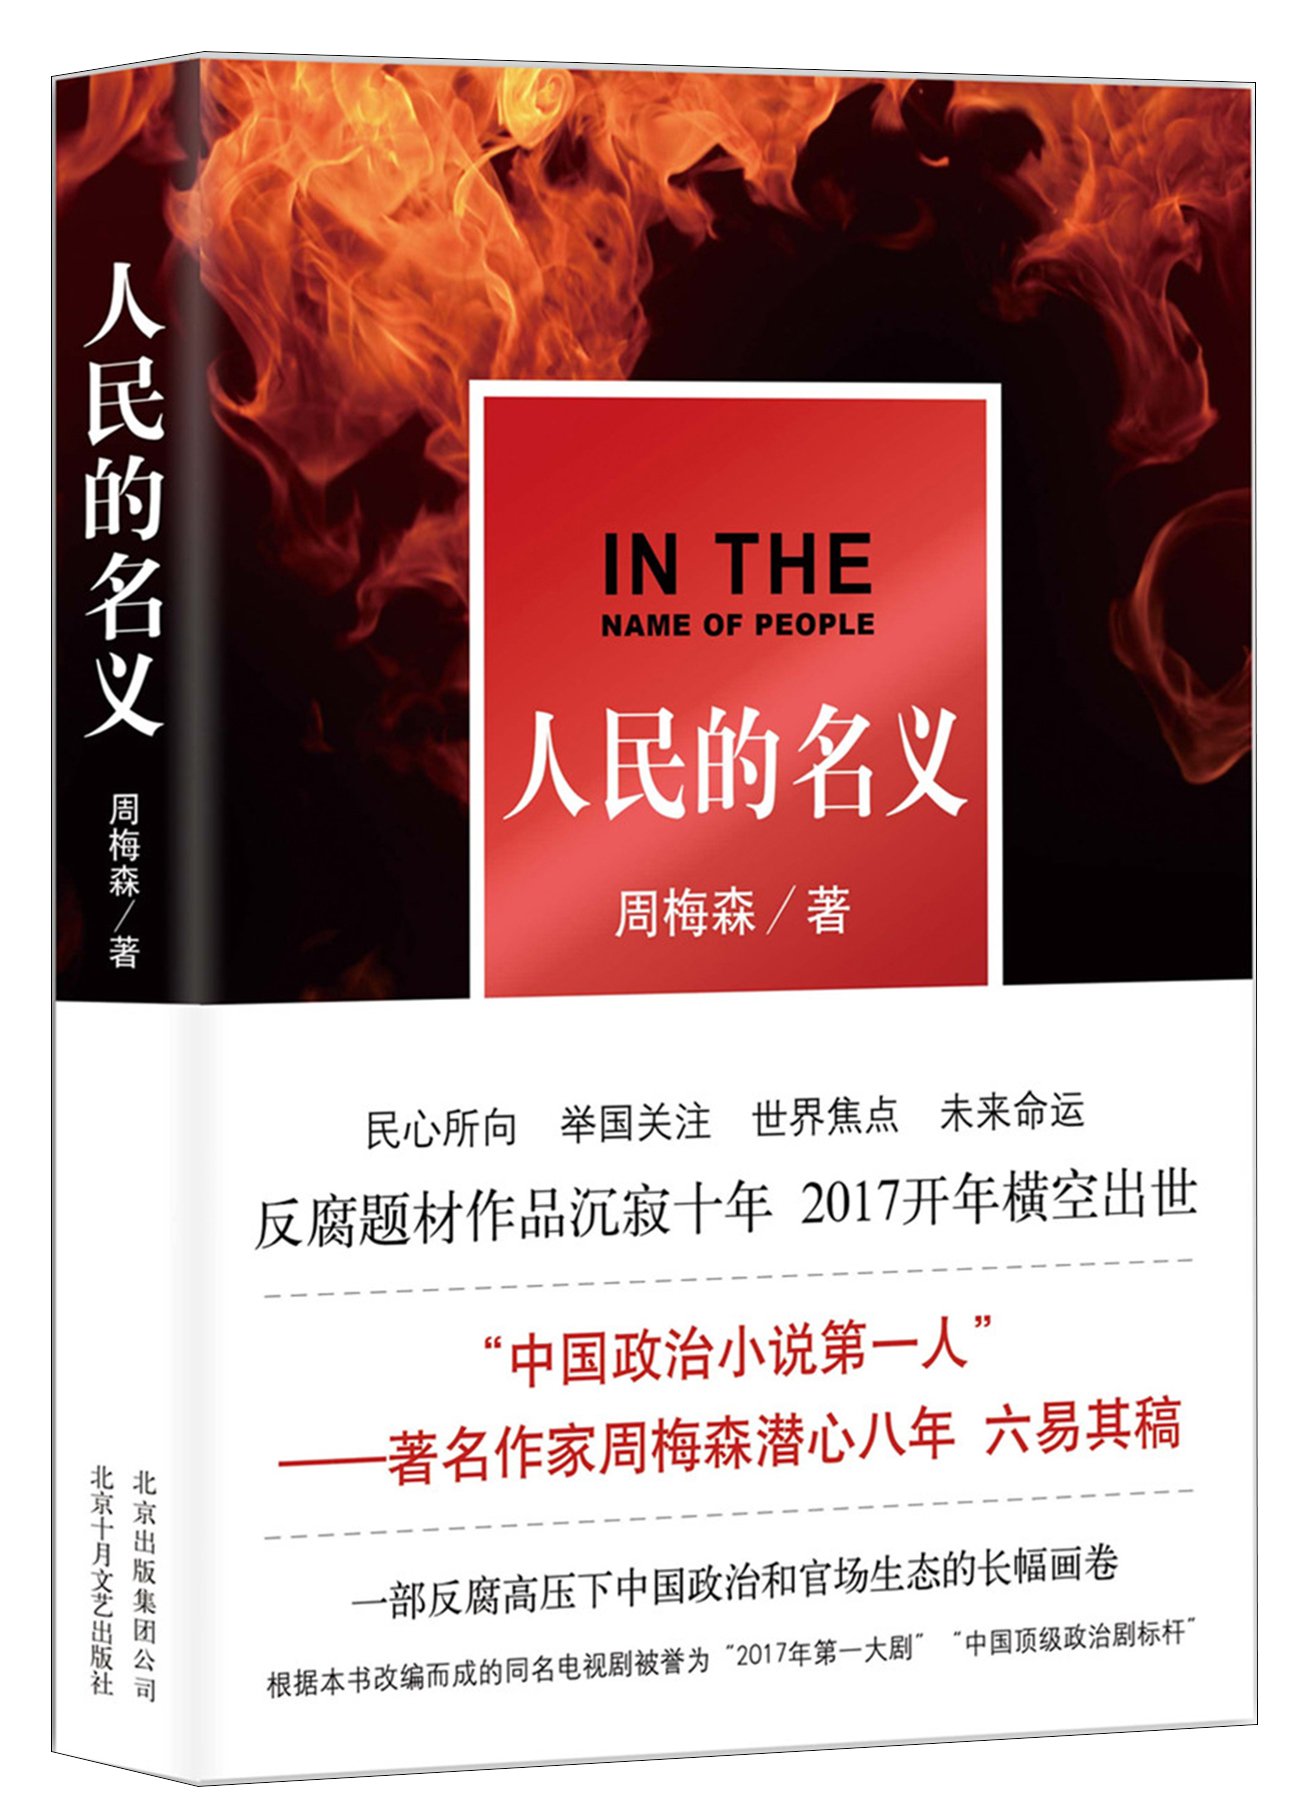 人民的名义
周梅森/著
北京出版集团公司
北京十月文艺出版社
IN THE
NAME OF PEOPLE
人民的名义
周梅森/著
民心所向 举国关注 世界焦点 未来命运
反腐题材作品沉寂十年 2017开年横空出世
“中国政治小说第一人”
——著名作家周梅森潜心八年 六易其稿
一部反腐高压下中国政治和官场生态的长幅画卷
根据本书改编而成的同名电视剧被誉为“2017年第一大剧”“中国顶级政治剧标杆”